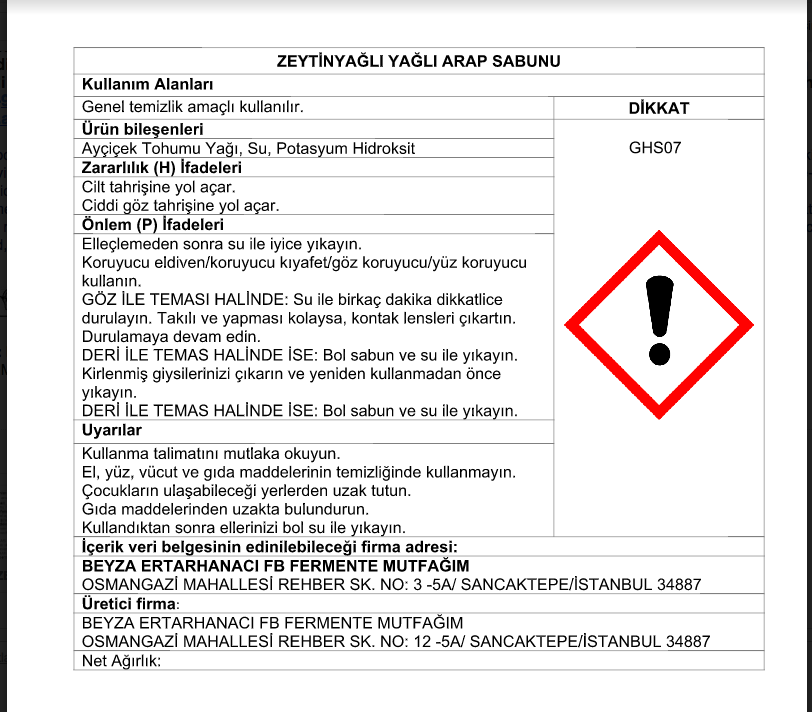 ZEYTİNYAĞLI YAĞLI ARAP SABUNU
Kullanım Alanları
Genel temizlik amaçlı kullanılır.
DİKKAT
Ürün bileşenleri
Ayçiçek Tohumu Yağı, Su, Potasyum Hidroksit
GHS07
Zararlılık (H) İfadeleri
Cilt tahrişine yol açar.
Ciddi göz tahrişine yol açar.
Önlem (P) İfadeleri
Elleçlemeden sonra su ile iyice yıkayın.
Koruyucu eldiven/koruyucu kıyafet/göz koruyucu/yüz koruyucu
kullanın.
GÖZ İLE TEMASI HALİNDE: Su ile birkaç dakika dikkatlice
durulayın. Takılı ve yapması kolaysa, kontak lensleri çıkartın.
Durulamaya devam edin.
DERİ İLE TEMAS HALİNDE İSE: Bol sabun ve su ile yıkayın.
Kirlenmiş giysilerinizi çıkarın ve yeniden kullanmadan önce
yıkayın.
DERİ İLE TEMAS HALİNDE İSE: Bol sabun ve su ile yıkayın.
Uyarılar
Kullanma talimatını mutlaka okuyun.
El, yüz, vücut ve gıda maddelerinin temizliğinde kullanmayın.
Çocukların ulaşabileceği yerlerden uzak tutun.
Gıda maddelerinden uzakta bulundurun.
Kullandıktan sonra ellerinizi bol su ile yıkayın.
İçerik veri belgesinin edinilebileceği firma adresi:
BEYZA ERTARHANACI FB FERMENTE MUTFAĞIM
OSMANGAZİ MAHALLESİ REHBER SK. NO: 3 -5A/ SANCAKTEPE/İSTANBUL 34887
Üretici firma:
BEYZA ERTARHANACI FB FERMENTE MUTFAĞIM
OSMANGAZİ MAHALLESİ REHBER SK. NO: 12 -5A/ SANCAKTEPE/İSTANBUL 34887
Net Ağırlık: